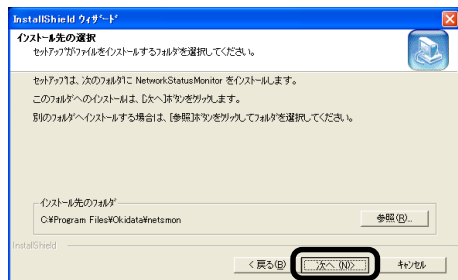 InstallShield ウィザード
インストール先の選択
セットアップがファイルをインストールするフォルダを選択してください。
セットアップは、次のフォルダに NetworkStatusMonitor をインストールします。
このフォルダへのインストールは、[次へ]ボタンをクリックします。
別のフォルダへインストールする場合は、[参照]ボタンをクリックしてフォルダを選択してください。
インストール先のフォルダ
C:¥Program Files¥Okidata¥netsmon
参照(R)...
InstallShield
< 戻る(B)
次へ (N)>
キャンセル